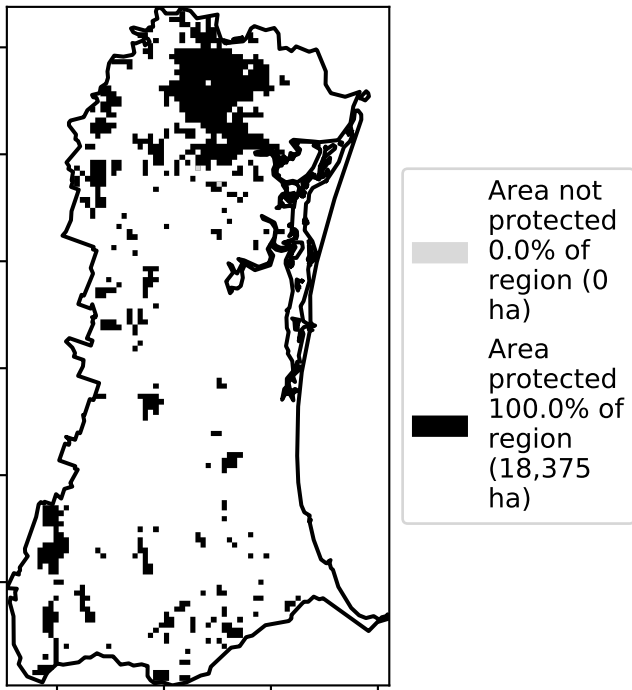 Area not
protected
0.0% of
region (0
ha)
Area
protected
100.0% of
region
(18,375
ha)